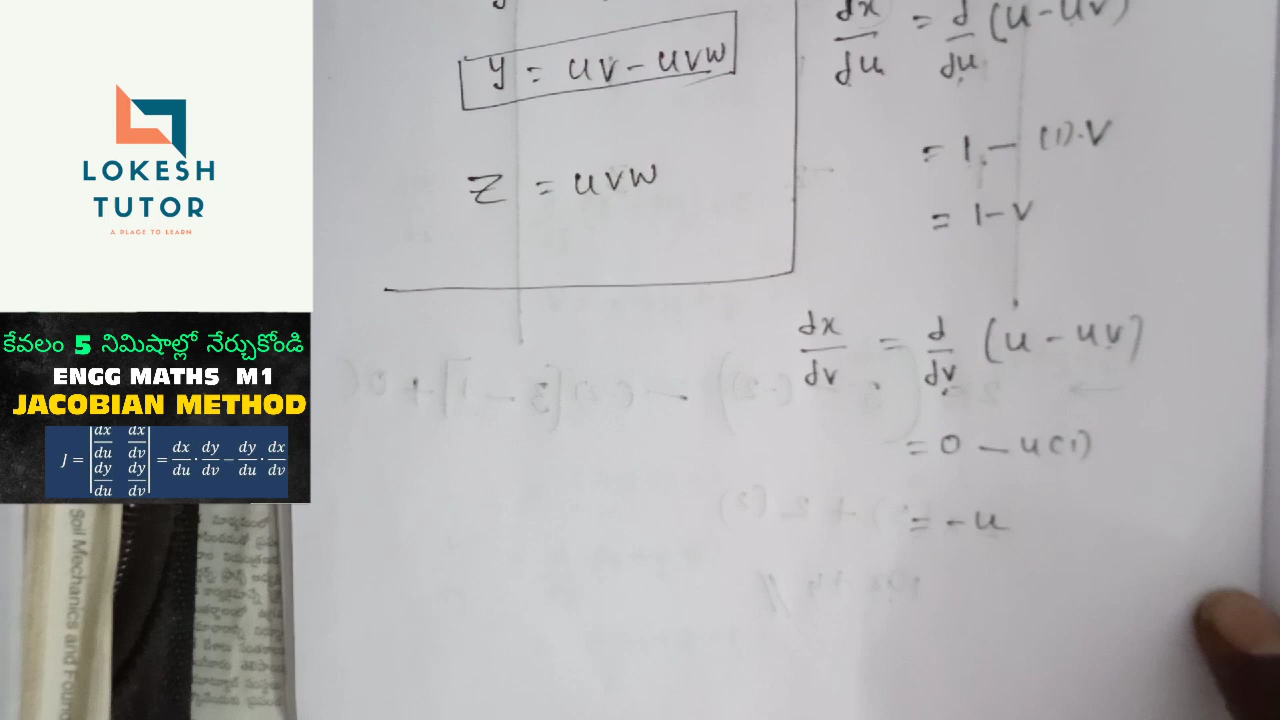 LOKESH
TUTOR
A PLACE TO LEARN
కేవలం 5 నిమిషాల్లో నేర్చుకోండి
ENGG MATHS M1
JACOBIAN METHOD
J = |dx/du dx/dv; dy/du dy/dv| = dx/du · dy/dv − dy/du · dx/dv
Soil Mechanics and Foun
y = uv - uvw
z = uvw
dx/du = d/du (u - uv)
= 1 - (1).v
= 1 - v
dx/dv = d/dv (u - uv)
= 0 - u(1)
= -u